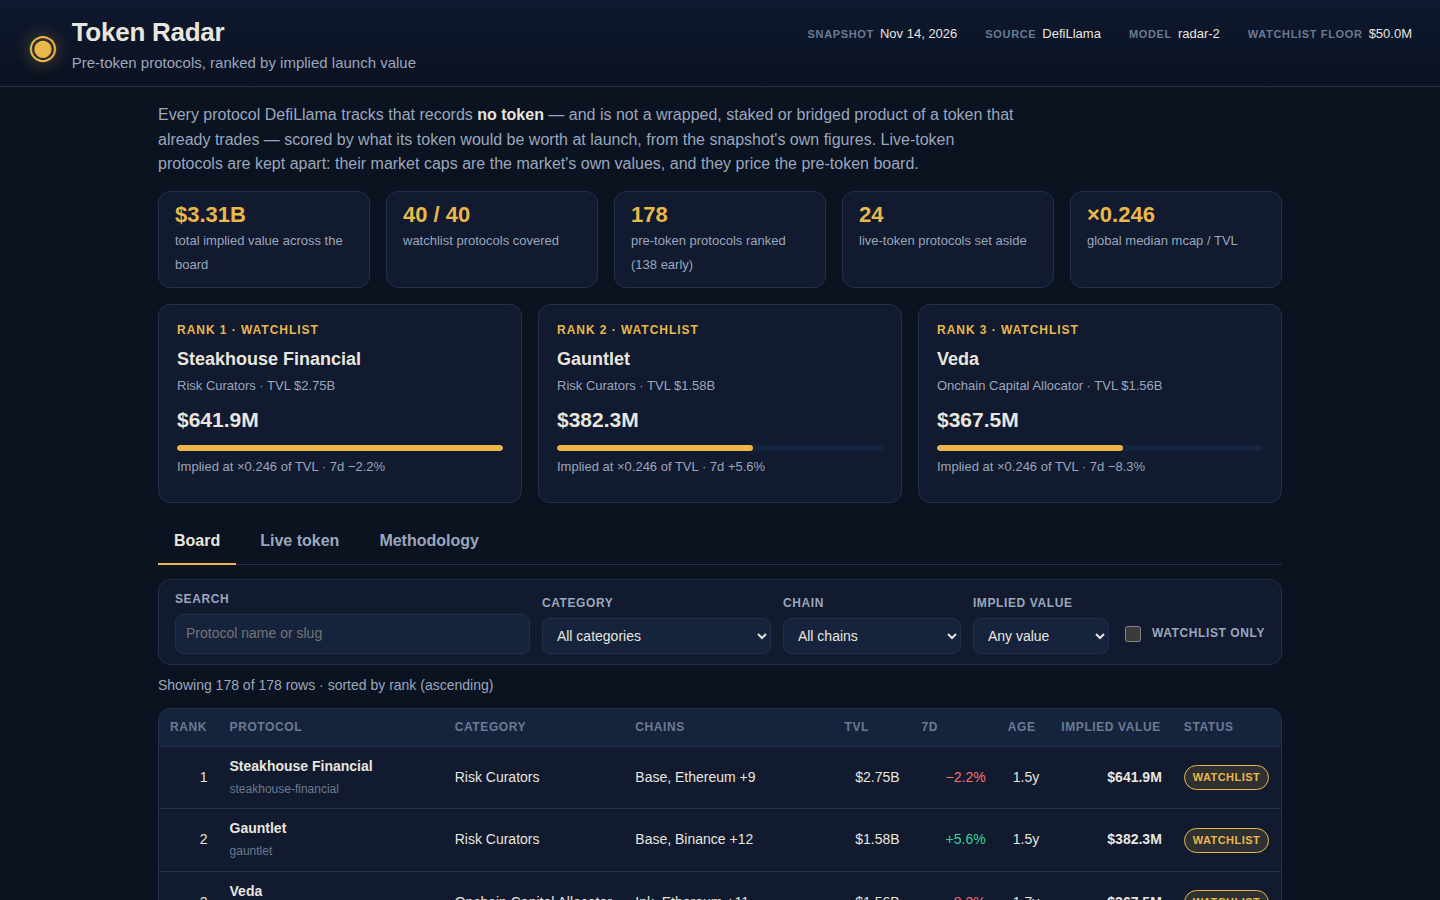 Token Radar
Pre-token protocols, ranked by implied launch value
SNAPSHOT Nov 14, 2026 SOURCE DefiLlama MODEL radar-2 WATCHLIST FLOOR $50.0M
Every protocol DefiLlama tracks that records no token — and is not a wrapped, staked or bridged product of a token that
already trades — scored by what its token would be worth at launch, from the snapshot's own figures. Live-token
protocols are kept apart: their market caps are the market's own values, and they price the pre-token board.
$3.31B
total implied value across the
board
40 / 40
watchlist protocols covered
178
pre-token protocols ranked
(138 early)
24
live-token protocols set aside
×0.246
global median mcap / TVL
RANK 1 · WATCHLIST
Steakhouse Financial
Risk Curators · TVL $2.75B
$641.9M
Implied at ×0.246 of TVL · 7d −2.2%
RANK 2 · WATCHLIST
Gauntlet
Risk Curators · TVL $1.58B
$382.3M
Implied at ×0.246 of TVL · 7d +5.6%
RANK 3 · WATCHLIST
Veda
Onchain Capital Allocator · TVL $1.56B
$367.5M
Implied at ×0.246 of TVL · 7d −8.3%
Board Live token Methodology
SEARCH CATEGORY CHAIN IMPLIED VALUE
Protocol name or slug All categories All chains Any value WATCHLIST ONLY
Showing 178 of 178 rows · sorted by rank (ascending)
RANK PROTOCOL CATEGORY CHAINS TVL 7D AGE IMPLIED VALUE STATUS
1 Steakhouse Financial Risk Curators Base, Ethereum +9 $2.75B −2.2% 1.5y $641.9M WATCHLIST
steakhouse-financial
2 Gauntlet Risk Curators Base, Binance +12 $1.58B +5.6% 1.5y $382.3M WATCHLIST
gauntlet
Veda